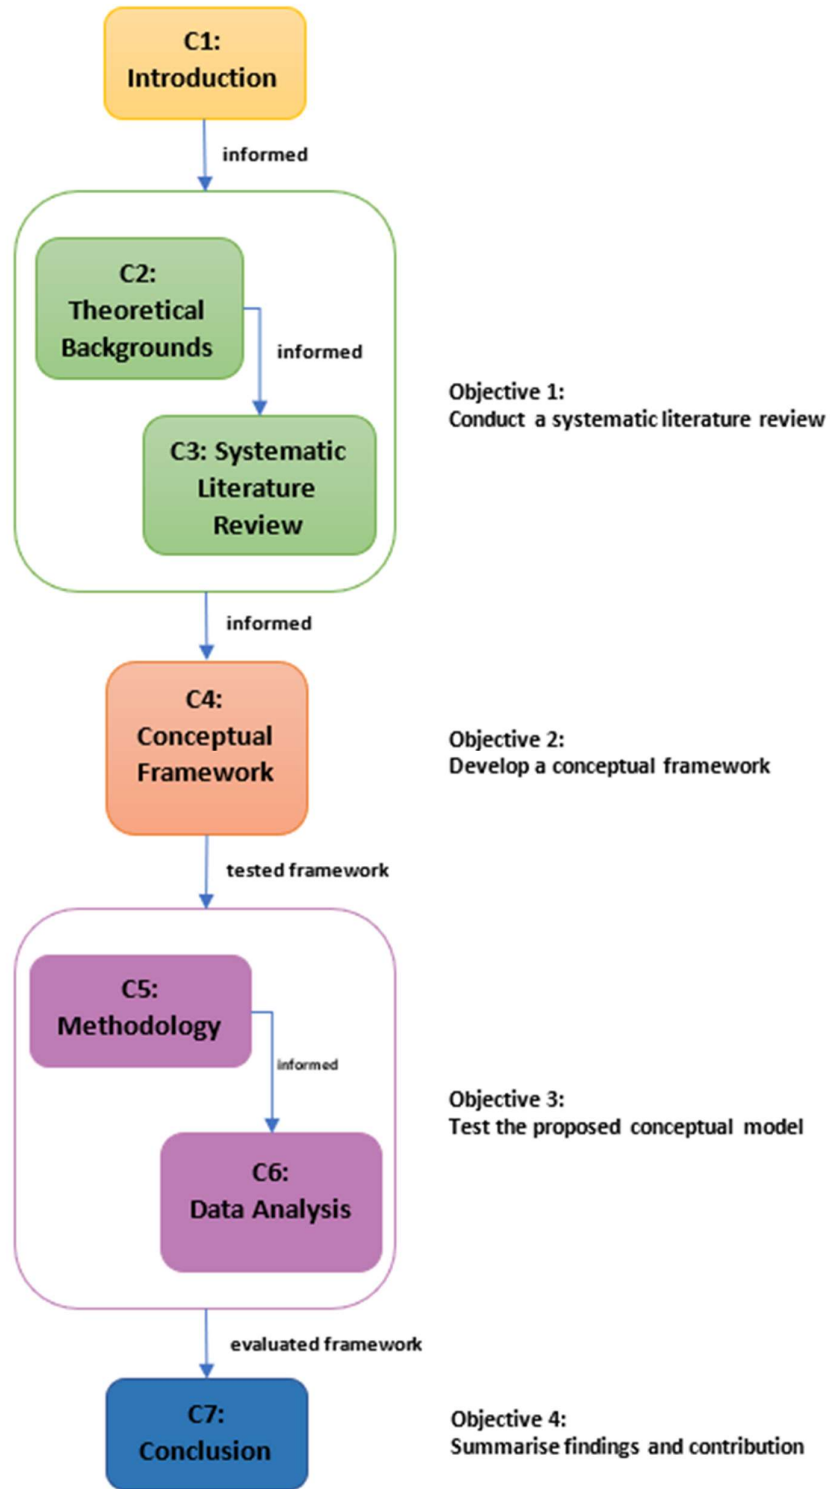 C1:
Introduction
informed
C2:
Theoretical
Backgrounds
informed
C3: Systematic
Literature
Review
Objective 1:
Conduct a systematic literature review
informed
C4:
Conceptual
Framework
Objective 2:
Develop a conceptual framework
tested framework
C5:
Methodology
informed
C6:
Data Analysis
Objective 3:
Test the proposed conceptual model
evaluated framework
C7:
Conclusion
Objective 4:
Summarise findings and contribution